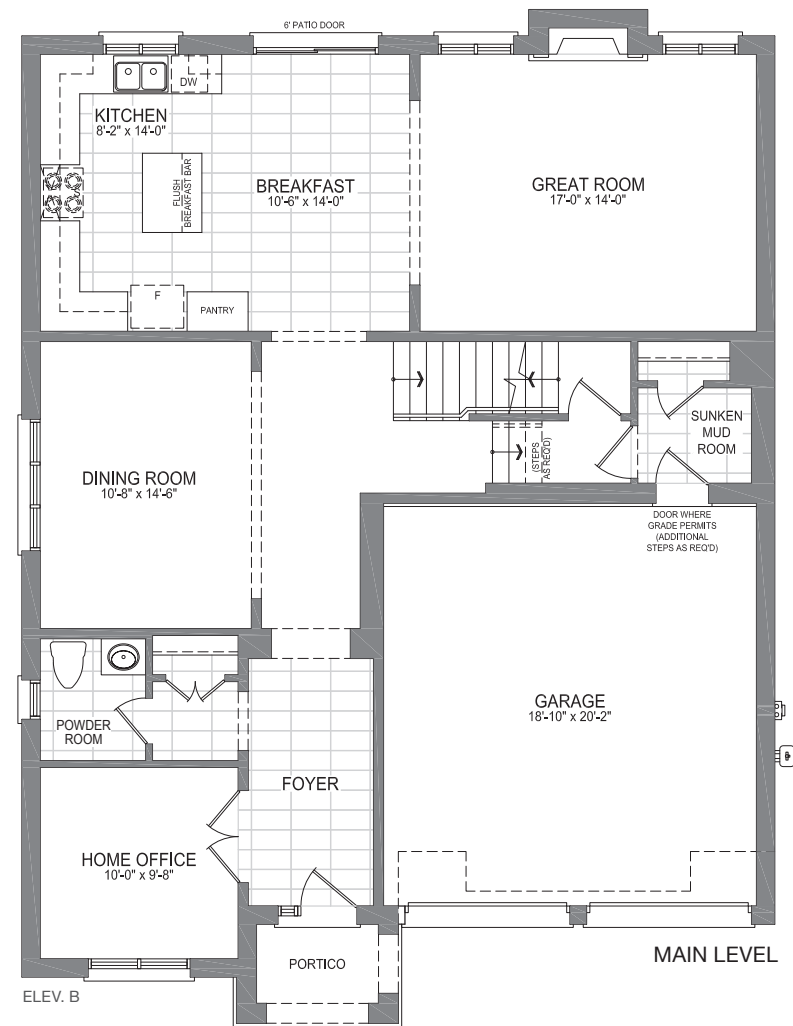 6' PATIO DOOR
DW
KITCHEN
8'-2" x 14'-0"
FLUSH
BREAKFAST BAR
BREAKFAST
10'-6" x 14'-0"
GREAT ROOM
17'-0" x 14'-0"
F
PANTRY
DINING ROOM
10'-8" x 14'-6"
(STEPS
AS REQ'D)
SUNKEN
MUD
ROOM
DOOR WHERE
GRADE PERMITS
(ADDITIONAL
STEPS AS REQ'D)
POWDER
ROOM
GARAGE
18'-10" x 20'-2"
FOYER
HOME OFFICE
10'-0" x 9'-8"
PORTICO
MAIN LEVEL
ELEV. B